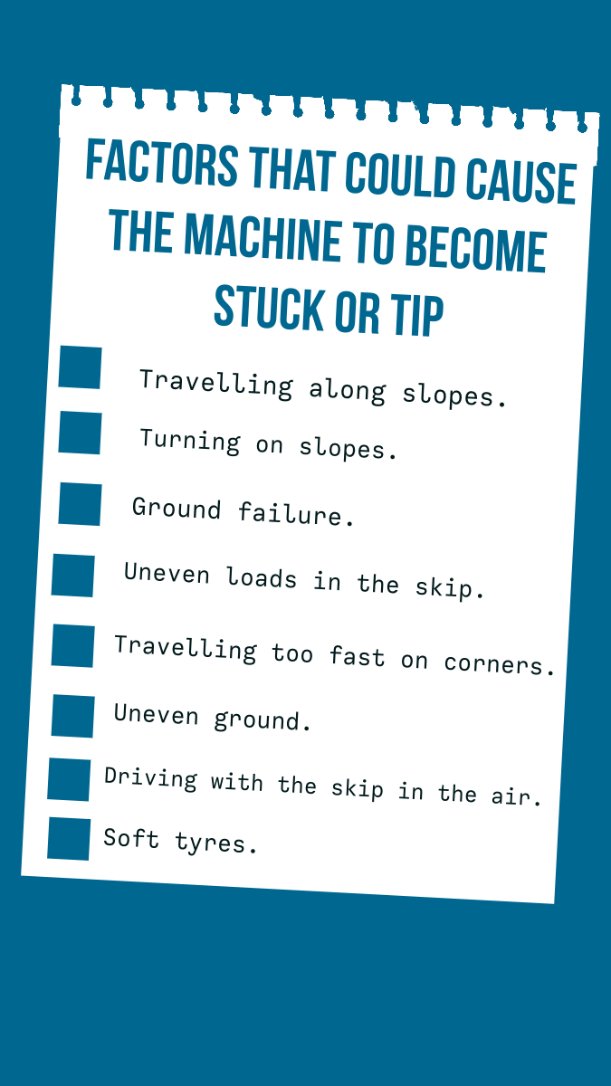 FACTORS THAT COULD CAUSE
THE MACHINE TO BECOME
STUCK OR TIP
Travelling along slopes.
Turning on slopes.
Ground failure.
Uneven loads in the skip.
Travelling too fast on corners.
Uneven ground.
Driving with the skip in the air.
Soft tyres.